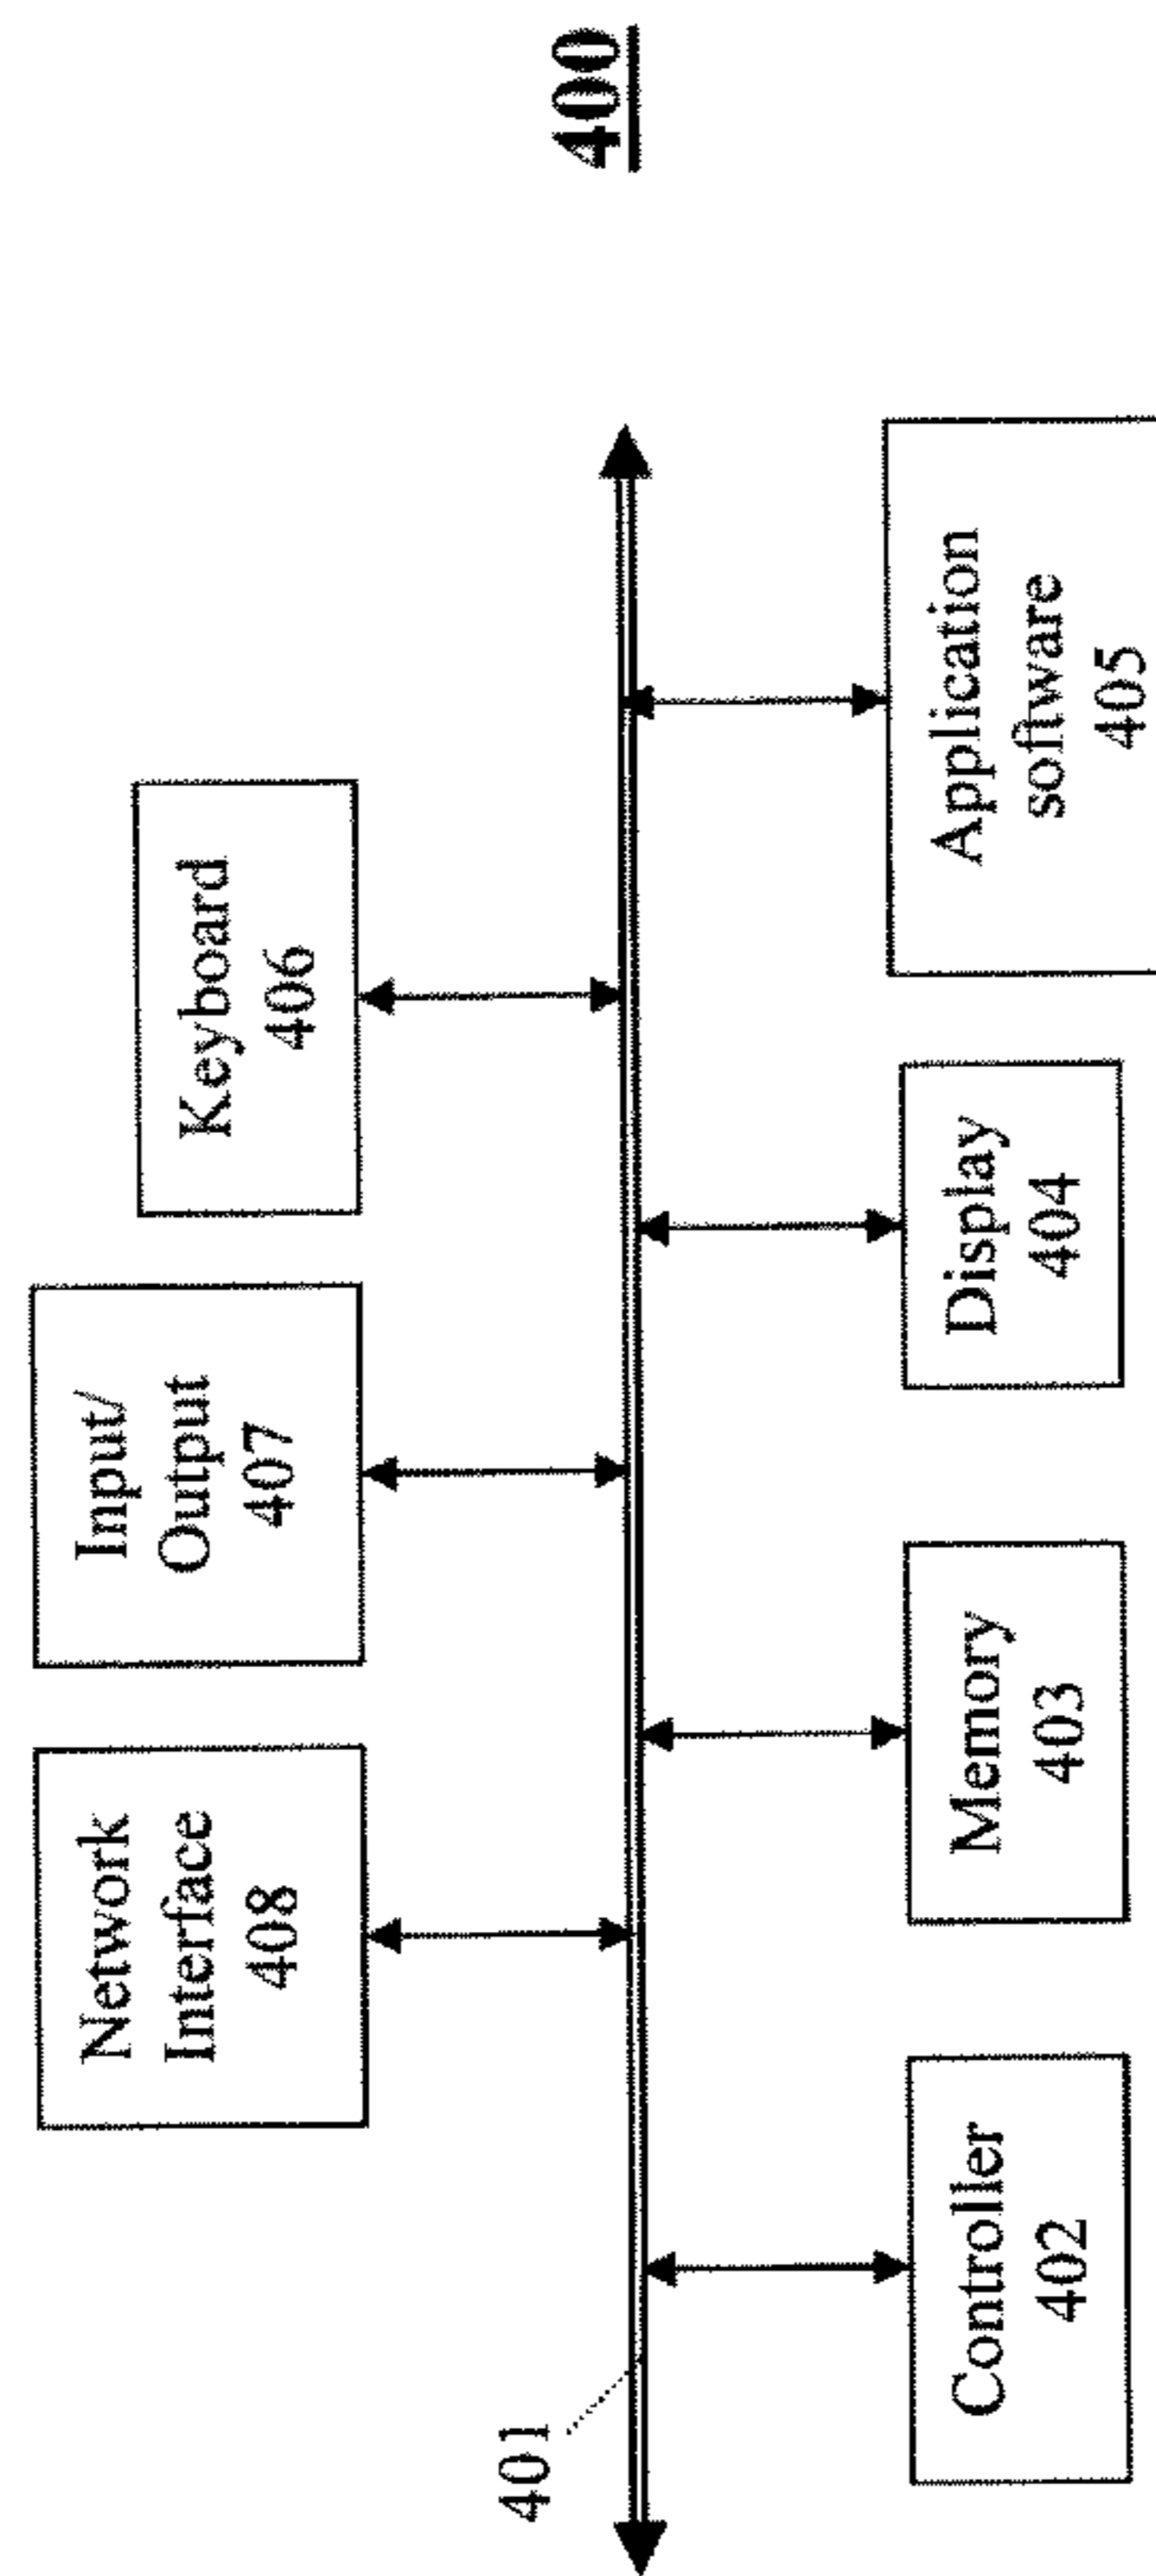 400
Network
Interface
408
Input/
Output
407
Keyboard
406
401
Controller
402
Memory
403
Display
404
Application
software
405